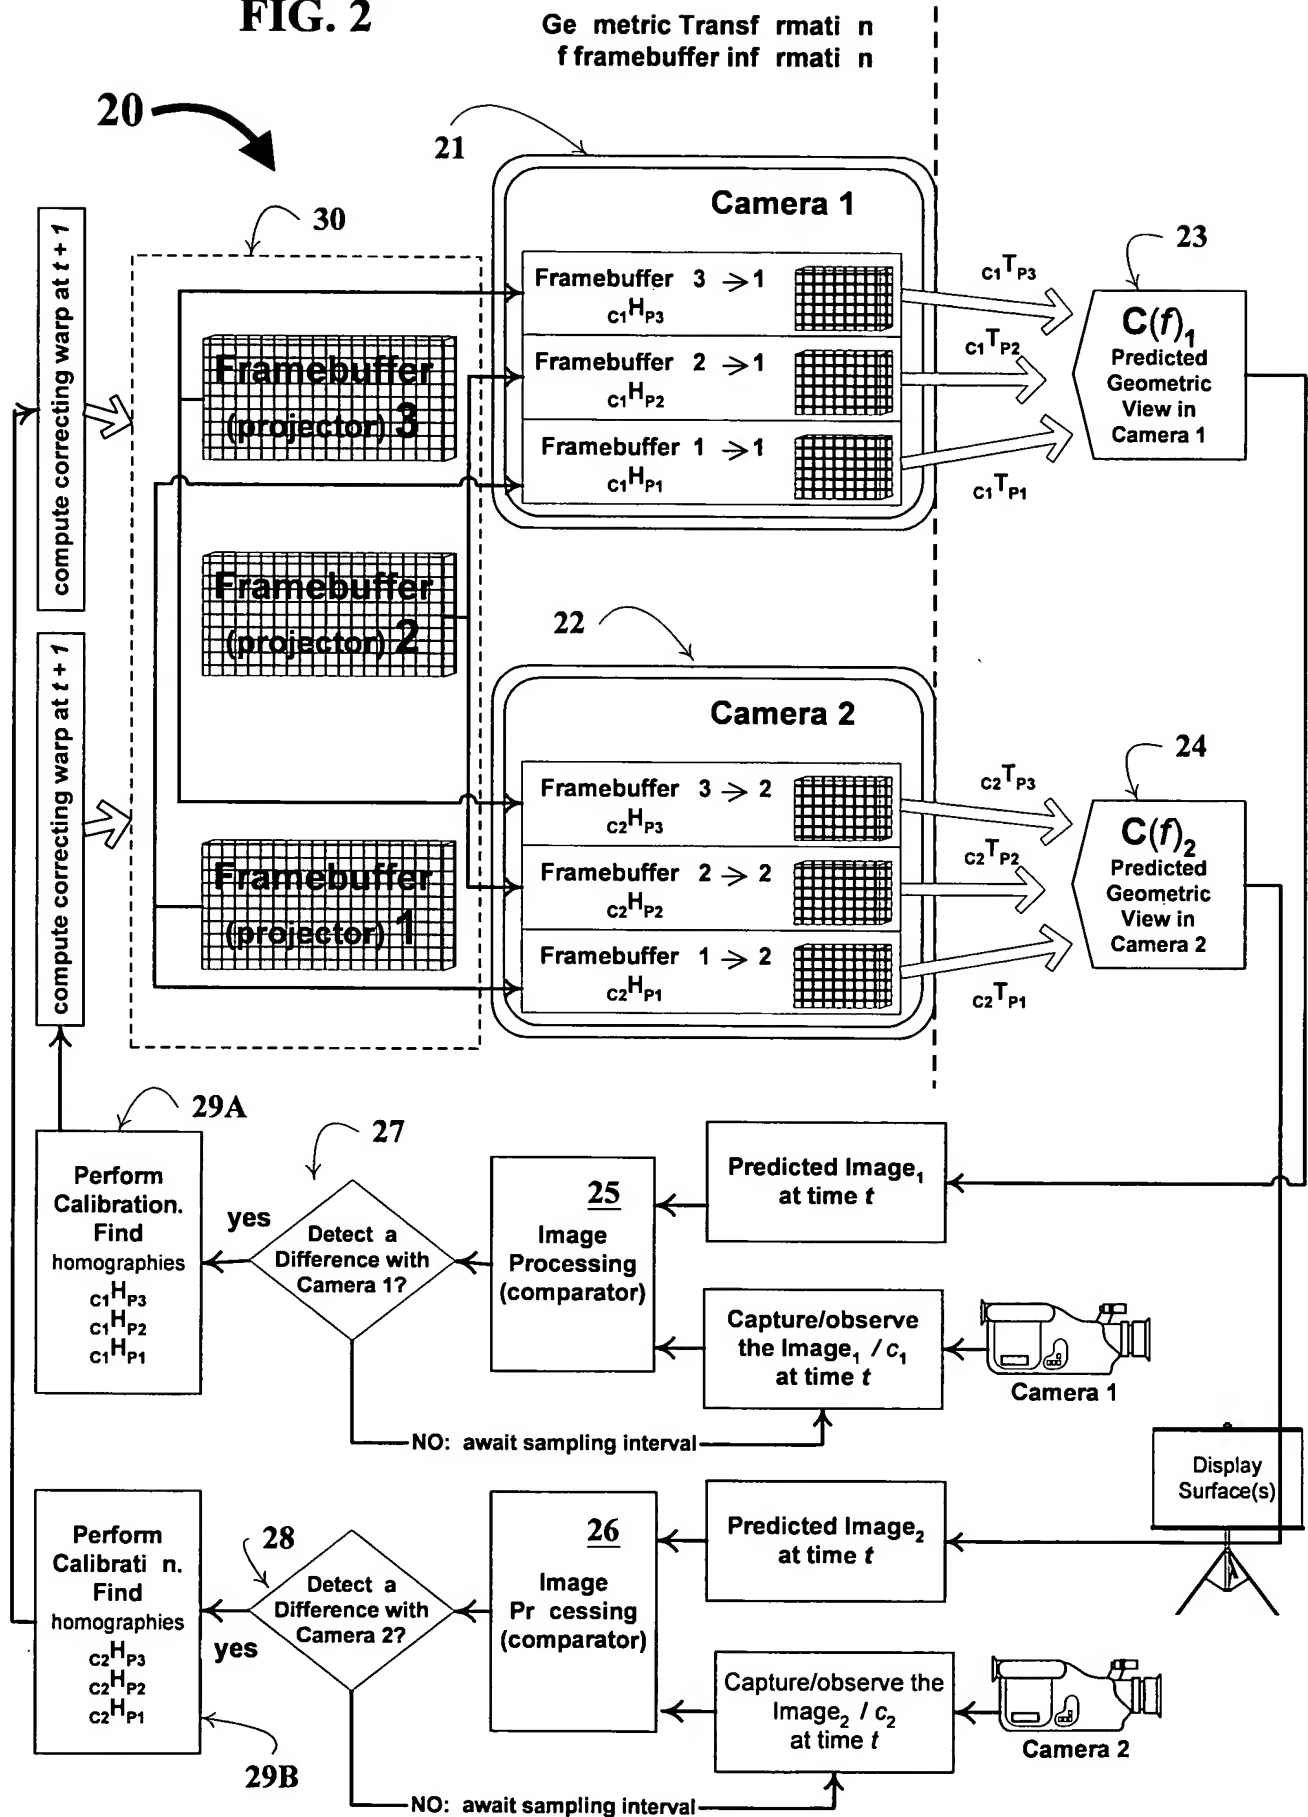 FIG. 2
Ge metric Transf rmati n
f framebuffer inf rmati n
20
21
Camera 1
30
compute correcting warp at t + 1
Framebuffer
(projector) 3
Framebuffer 3 → 1
C1HP3
Framebuffer 2 → 1
C1HP2
Framebuffer 1 → 1
C1HP1
C1TP3
C1TP2
C1TP1
23
C(f)1
Predicted
Geometric
View in
Camera 1
Framebuffer
(projector) 2
22
Camera 2
compute correcting warp at t + 1
Framebuffer
(projector) 1
Framebuffer 3 → 2
C2HP3
Framebuffer 2 → 2
C2HP2
Framebuffer 1 → 2
C2HP1
C2TP3
C2TP2
C2TP1
24
C(f)2
Predicted
Geometric
View in
Camera 2
29A
Perform
Calibration.
Find
homographies
C1HP3
C1HP2
C1HP1
yes
27
Detect a
Difference with
Camera 1?
25
Image
Processing
(comparator)
Predicted Image1
at time t
Capture/observe
the Image1 / c1
at time t
Camera 1
NO: await sampling interval
Display
Surface(s)
Perform
Calibrati n.
Find
homographies
C2HP3
C2HP2
C2HP1
29B
28
yes
Detect a
Difference with
Camera 2?
26
Image
Pr cessing
(comparator)
Predicted Image2
at time t
Capture/observe the
Image2 / c2
at time t
Camera 2
NO: await sampling interval